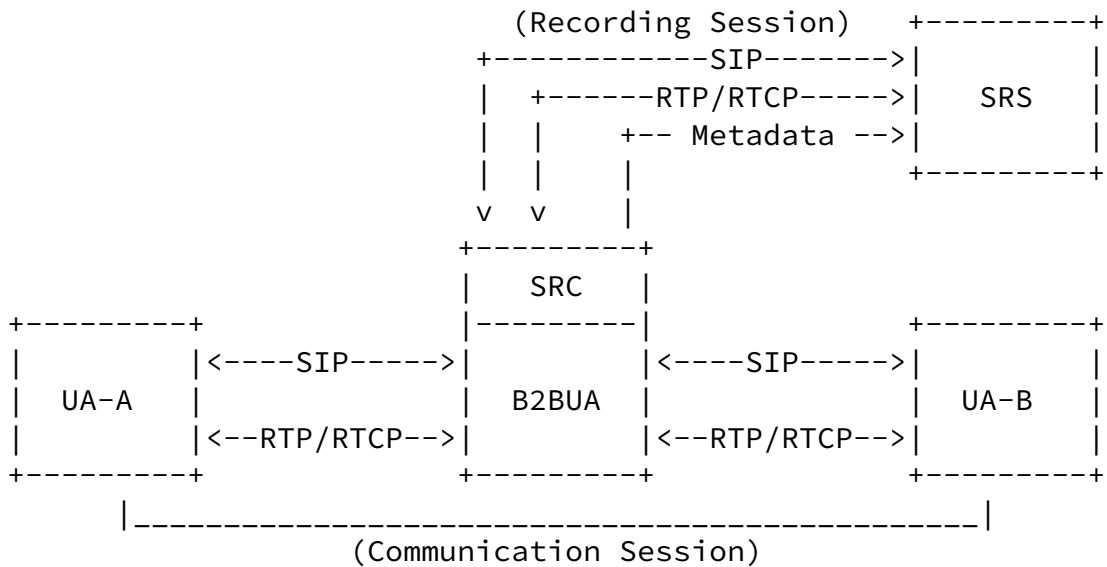 (Recording Session)
SIP
RTP/RTCP SRS
Metadata
SRC
SIP SIP
UA-A B2BUA UA-B
RTP/RTCP RTP/RTCP
(Communication Session)